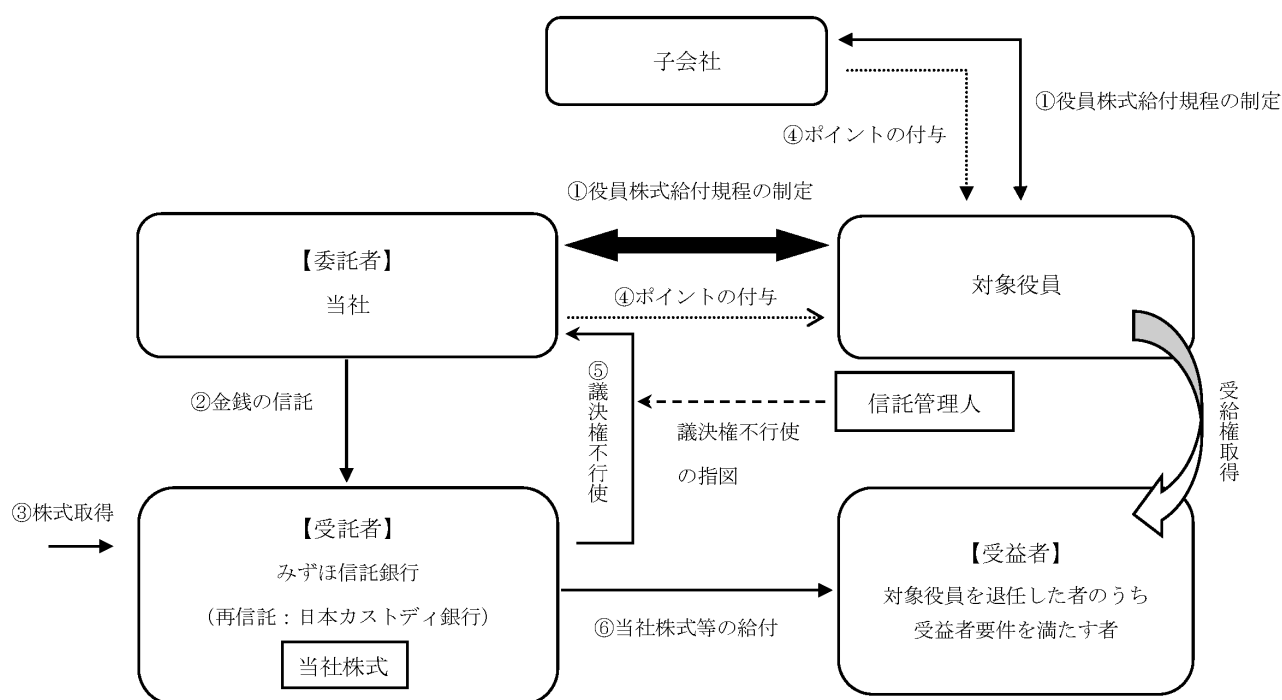 子会社
①役員株式給付規程の制定
④ポイントの付与
①役員株式給付規程の制定
【委託者】
当社
④ポイントの付与
対象役員
②金銭の信託
⑤議決権不行使
議決権不行使
の指図
信託管理人
受給権取得
③株式取得
【受託者】
みずほ信託銀行
(再信託:日本カストディ銀行)
当社株式
⑥当社株式等の給付
【受益者】
対象役員を退任した者のうち
受益者要件を満たす者